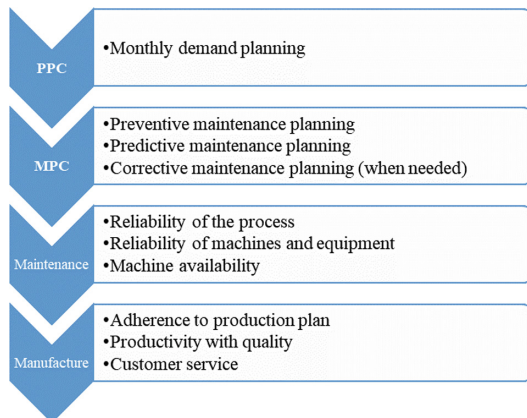 PPC
•Monthly demand planning
MPC
•Preventive maintenance planning
•Predictive maintenance planning
•Corrective maintenance planning (when needed)
Maintenance
•Reliability of the process
•Reliability of machines and equipment
•Machine availability
Manufacture
•Adherence to production plan
•Productivity with quality
•Customer service